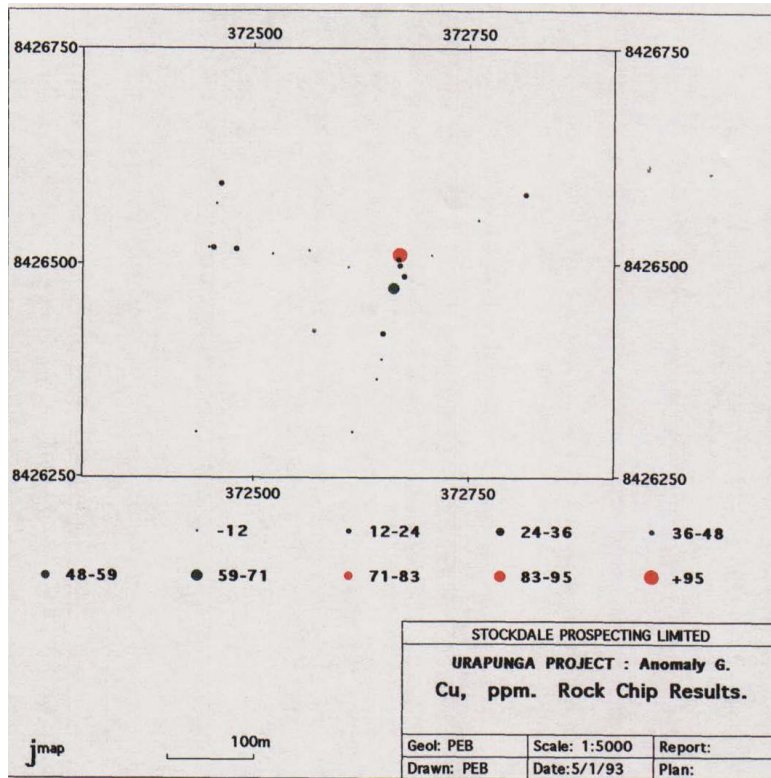 372500 372750
8426750 8426750
8426500 8426500
8426250 8426250
372500 372750
-12 12-24 24-36 36-48
48-59 59-71 71-83 83-95 +95
STOCKDALE PROSPECTING LIMITED
URAPUNGA PROJECT : Anomaly G.
Cu, ppm. Rock Chip Results.
jmap 100m
Geol: PEB Scale: 1:5000 Report:
Drawn: PEB Date:5/1/93 Plan: